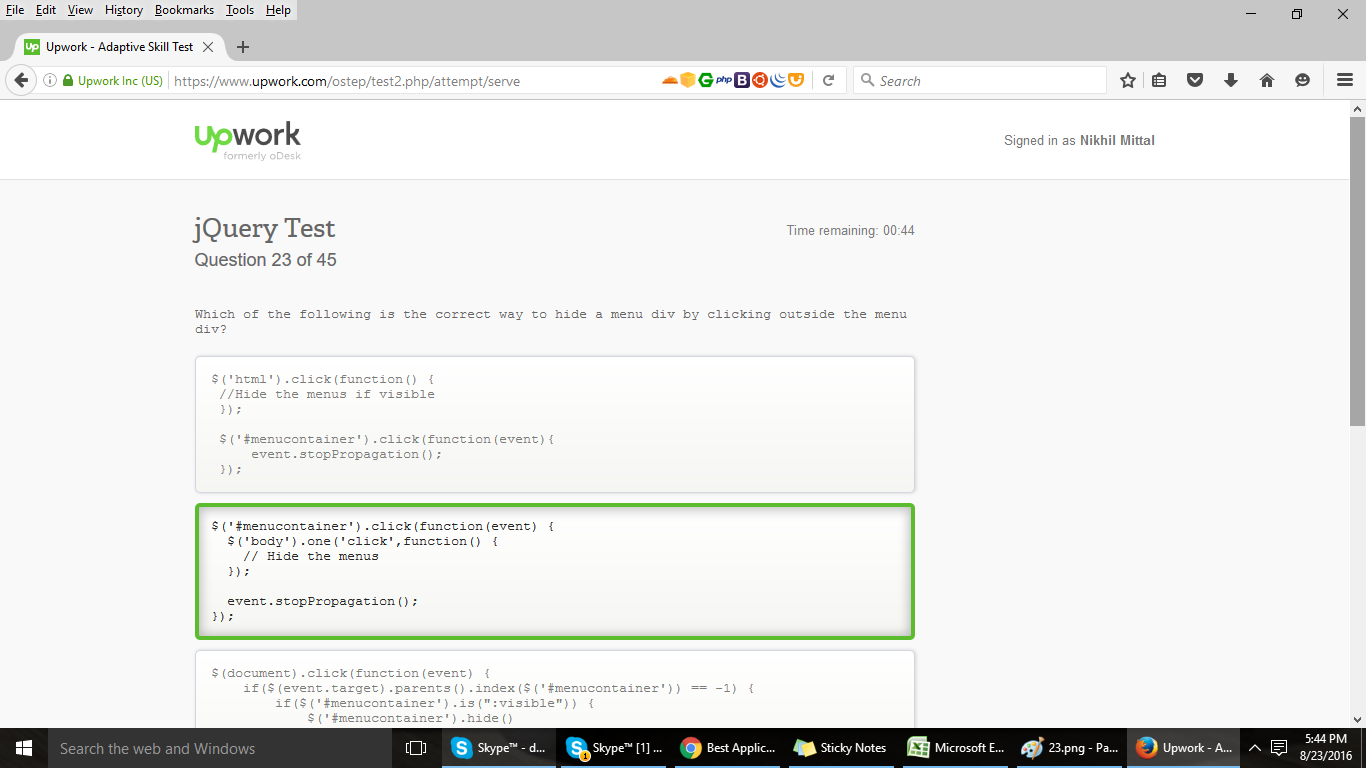 File Edit View History Bookmarks Tools Help
Up Upwork - Adaptive Skill Test
Upwork Inc (US) https://www.upwork.com/ostep/test2.php/attempt/serve php B Search
upwork
formerly oDesk
Signed in as Nikhil Mittal
jQuery Test
Time remaining: 00:44
Question 23 of 45
Which of the following is the correct way to hide a menu div by clicking outside the menu
div?
$('html').click(function() {
//Hide the menus if visible
});
$('#menucontainer').click(function(event){
event.stopPropagation();
});
$('#menucontainer').click(function(event) {
$('body').one('click',function() {
// Hide the menus
});
event.stopPropagation();
});
$(document).click(function(event) {
if($(event.target).parents().index($('#menucontainer')) == -1) {
if($('#menucontainer').is(":visible")) {
$('#menucontainer').hide()
Search the web and Windows
Skype™ - d...
Skype™ [1] ...
Best Applic...
Sticky Notes
Microsoft E...
23.png - Pa...
Upwork - A...
5:44 PM
8/23/2016